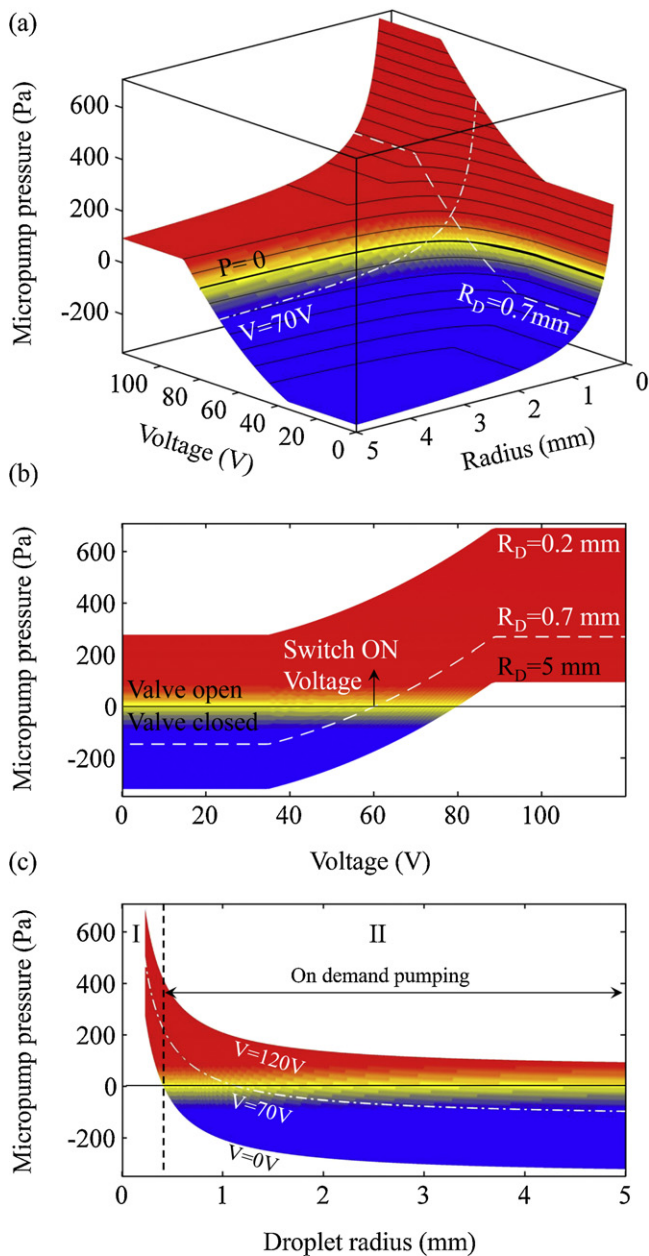 (a)
Micropump pressure (Pa)
600
400
200
0
-200
P= 0
V=70V
R_D=0.7mm
100
80
60
40
20
0
Voltage (V)
5
4
3
2
1
0
Radius (mm)
(b)
Micropump pressure (Pa)
600
400
200
0
-200
R_D=0.2 mm
R_D=0.7 mm
R_D=5 mm
Switch ON
Voltage
Valve open
Valve closed
0 20 40 60 80 100
Voltage (V)
(c)
Micropump pressure (Pa)
600
400
200
0
-200
I II
On demand pumping
V=120V
V=70V
V=0V
0 1 2 3 4 5
Droplet radius (mm)